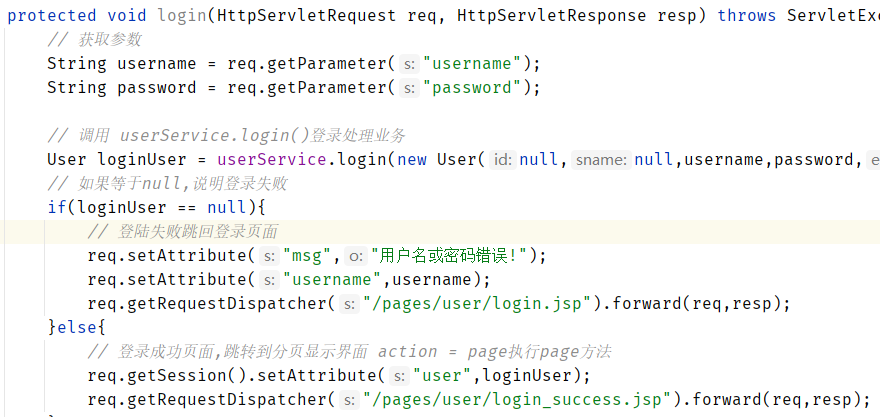 protected void login(HttpServletRequest req, HttpServletResponse resp) throws ServletExc
// 获取参数
String username = req.getParameter( s: "username");
String password = req.getParameter( s: "password");
// 调用 userService.login()登录处理业务
User loginUser = userService.login(new User( id: null, sname: null,username,password, e
// 如果等于null,说明登录失败
if(loginUser == null){
// 登陆失败跳回登录页面
req.setAttribute( s: "msg", o: "用户名或密码错误!");
req.setAttribute( s: "username",username);
req.getRequestDispatcher( s: "/pages/user/login.jsp").forward(req,resp);
}else{
// 登录成功页面,跳转到分页显示界面 action = page执行page方法
req.getSession().setAttribute( s: "user",loginUser);
req.getRequestDispatcher( s: "/pages/user/login_success.jsp").forward(req,resp);